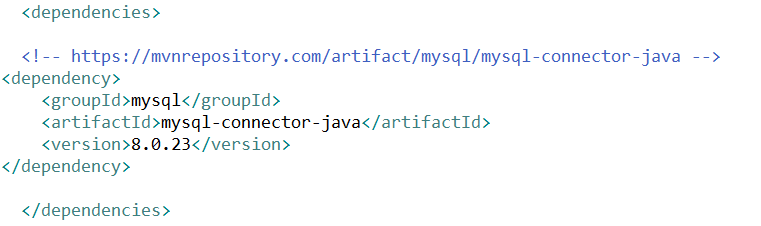 <dependencies>
<!-- https://mvnrepository.com/artifact/mysql/mysql-connector-java -->
<dependency>
<groupId>mysql</groupId>
<artifactId>mysql-connector-java</artifactId>
<version>8.0.23</version>
</dependency>
</dependencies>